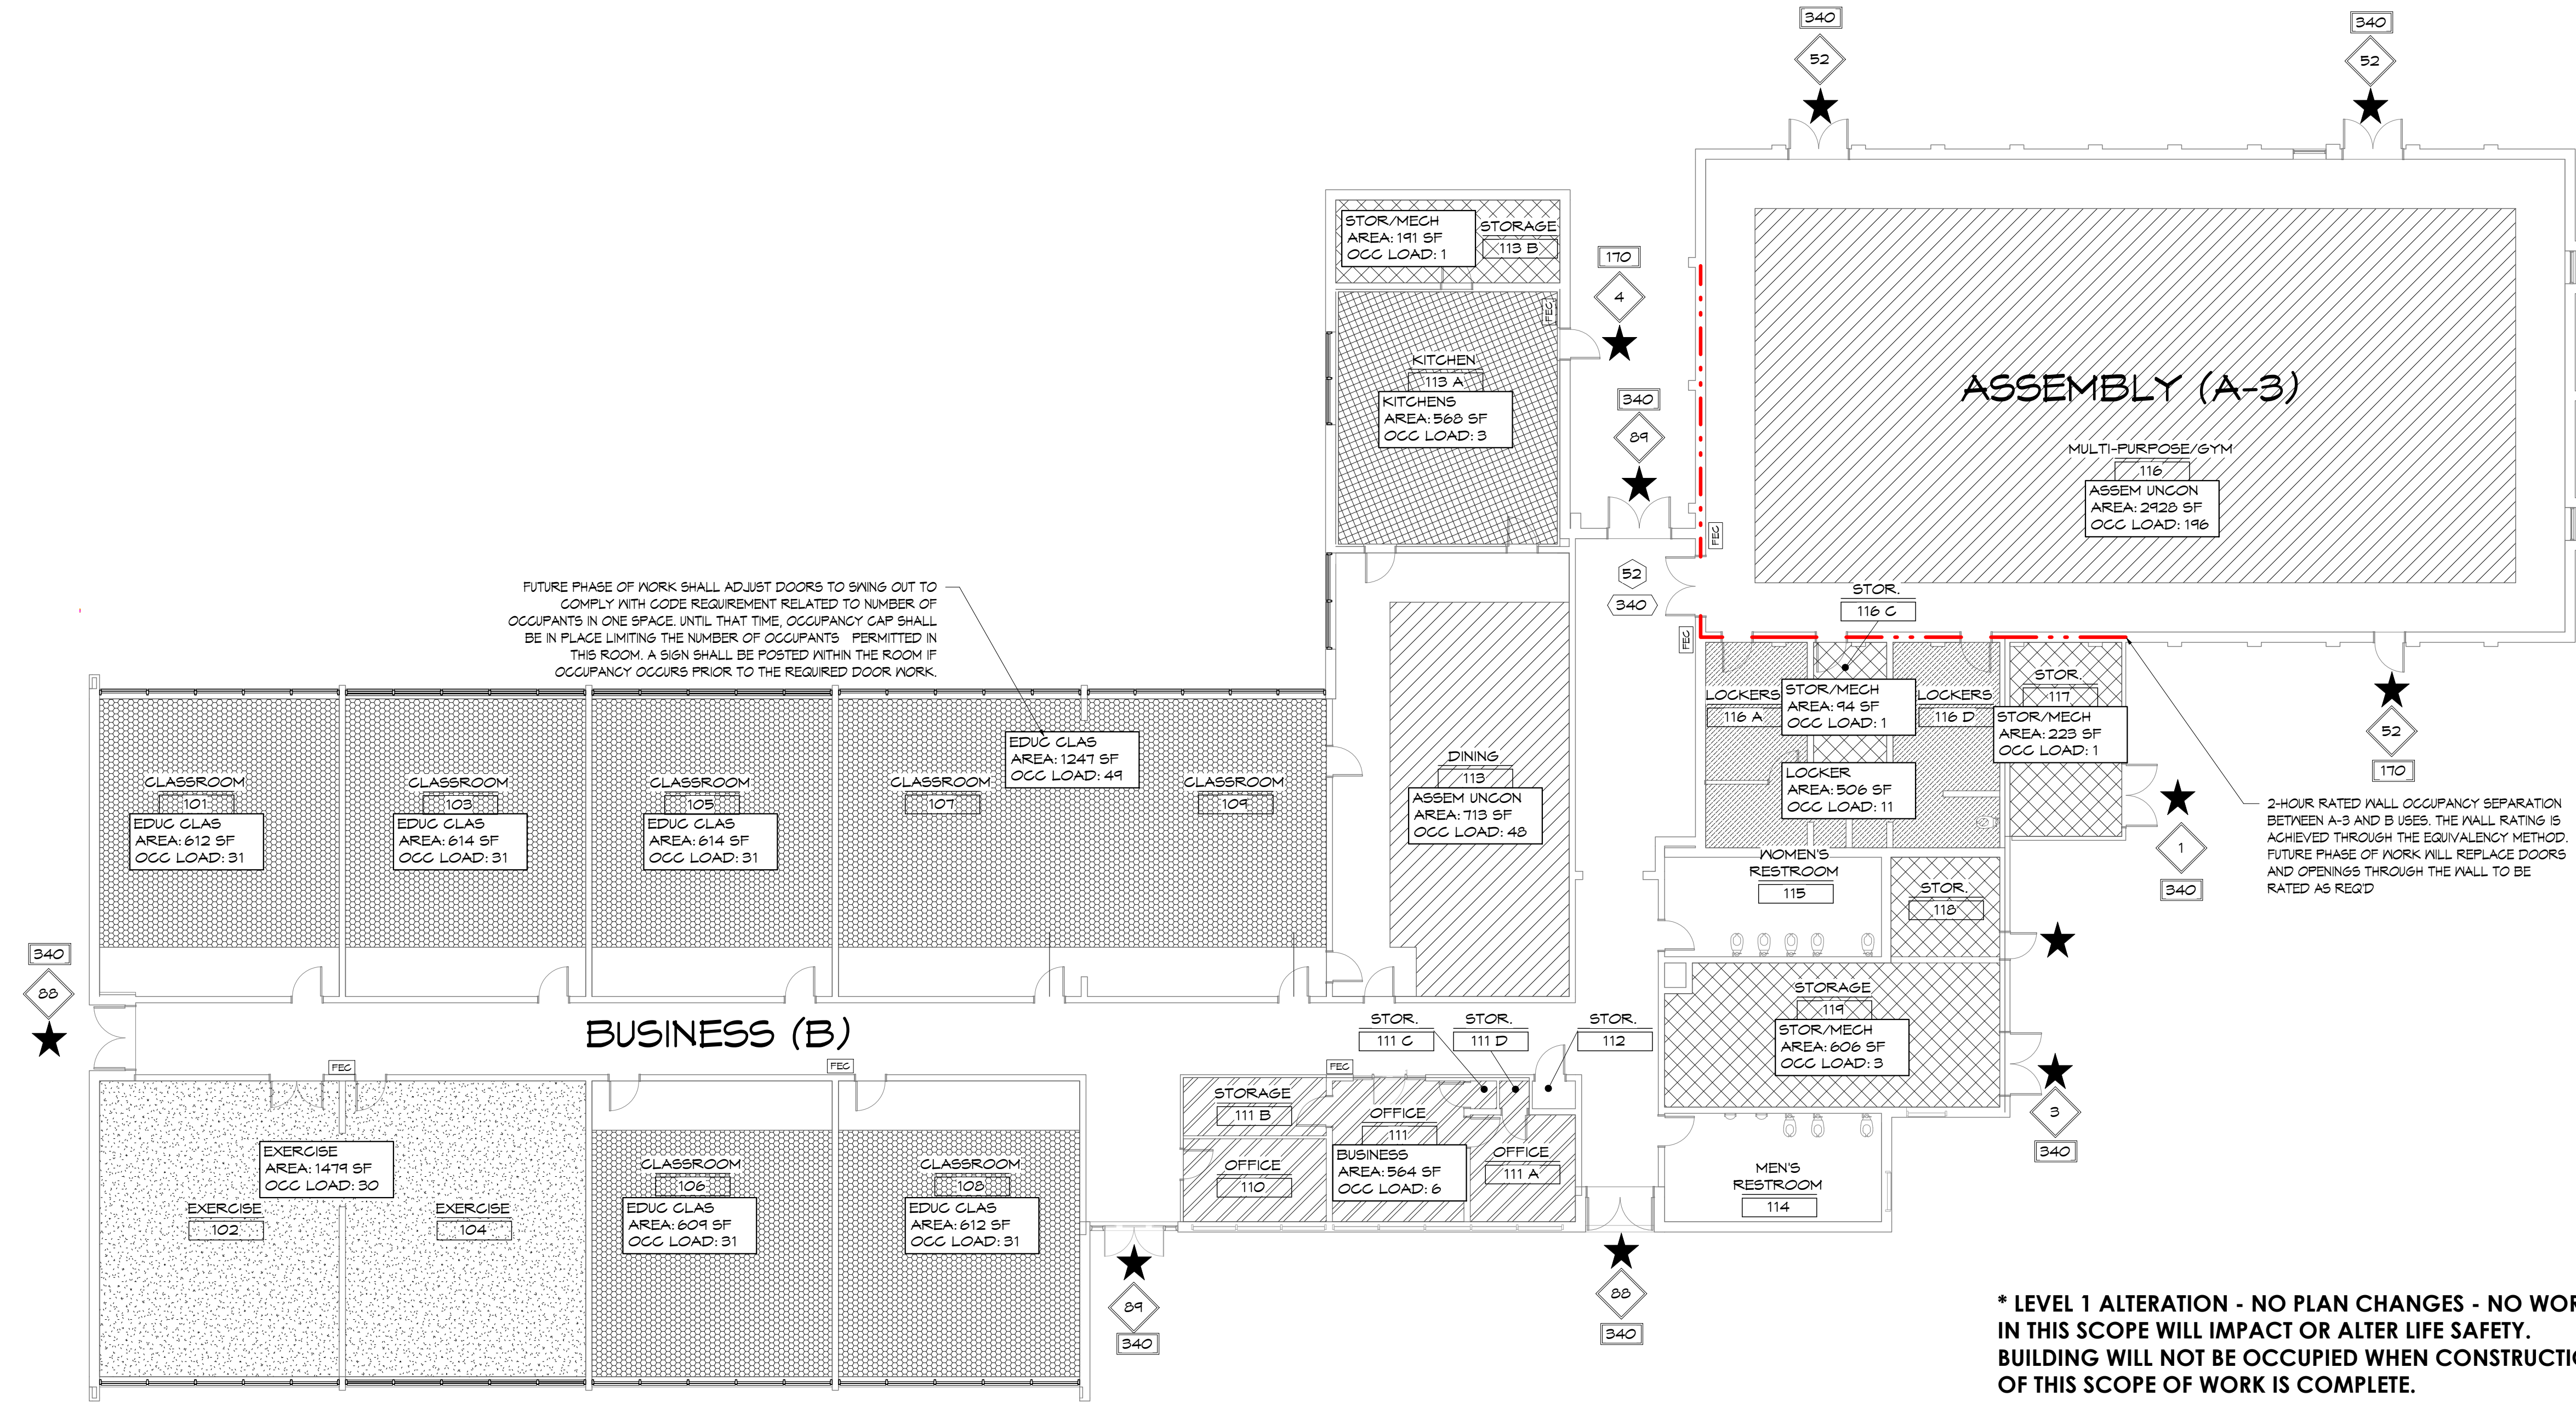 340
52
340
52
STOR/MECH
AREA: 191 SF
OCC LOAD: 1
STORAGE
113 B
170
4
FEC
KITCHEN
113 A
KITCHENS
AREA: 568 SF
OCC LOAD: 3
340
89
ASSEMBLY (A-3)
MULTI-PURPOSE/GYM
116
ASSEM UNCON
AREA: 2928 SF
OCC LOAD: 196
FEC
52
340
FEC
STOR.
116 C
FUTURE PHASE OF WORK SHALL ADJUST DOORS TO SWING OUT TO
COMPLY WITH CODE REQUIREMENT RELATED TO NUMBER OF
OCCUPANTS IN ONE SPACE. UNTIL THAT TIME, OCCUPANCY CAP SHALL
BE IN PLACE LIMITING THE NUMBER OF OCCUPANTS PERMITTED IN
THIS ROOM. A SIGN SHALL BE POSTED WITHIN THE ROOM IF
OCCUPANCY OCCURS PRIOR TO THE REQUIRED DOOR WORK.
LOCKERS
116 A
STOR/MECH
AREA: 94 SF
OCC LOAD: 1
LOCKERS
116 D
STOR.
117
STOR/MECH
AREA: 223 SF
OCC LOAD: 1
LOCKER
AREA: 506 SF
OCC LOAD: 11
52
170
1
340
2-HOUR RATED WALL OCCUPANCY SEPARATION
BETWEEN A-3 AND B USES. THE WALL RATING IS
ACHIEVED THROUGH THE EQUIVALENCY METHOD.
FUTURE PHASE OF WORK WILL REPLACE DOORS
AND OPENINGS THROUGH THE WALL TO BE
RATED AS REQ'D
CLASSROOM
101
EDUC CLAS
AREA: 612 SF
OCC LOAD: 31
CLASSROOM
103
EDUC CLAS
AREA: 614 SF
OCC LOAD: 31
CLASSROOM
105
EDUC CLAS
AREA: 614 SF
OCC LOAD: 31
CLASSROOM
107
EDUC CLAS
AREA: 1247 SF
OCC LOAD: 49
CLASSROOM
109
DINING
113
ASSEM UNCON
AREA: 713 SF
OCC LOAD: 48
WOMEN'S
RESTROOM
115
STOR.
118
340
88
BUSINESS (B)
STORAGE
119
STOR/MECH
AREA: 606 SF
OCC LOAD: 3
3
340
STOR.
111 C
STOR.
111 D
STOR.
112
FEC
FEC
FEC
EXERCISE
AREA: 1479 SF
OCC LOAD: 30
EXERCISE
102
EXERCISE
104
CLASSROOM
106
EDUC CLAS
AREA: 609 SF
OCC LOAD: 31
CLASSROOM
108
EDUC CLAS
AREA: 612 SF
OCC LOAD: 31
STORAGE
111 B
OFFICE
110
OFFICE
111
BUSINESS
AREA: 564 SF
OCC LOAD: 6
OFFICE
111 A
MEN'S
RESTROOM
114
89
340
88
340
* LEVEL 1 ALTERATION - NO PLAN CHANGES - NO WOR
IN THIS SCOPE WILL IMPACT OR ALTER LIFE SAFETY.
BUILDING WILL NOT BE OCCUPIED WHEN CONSTRUCTI
OF THIS SCOPE OF WORK IS COMPLETE.